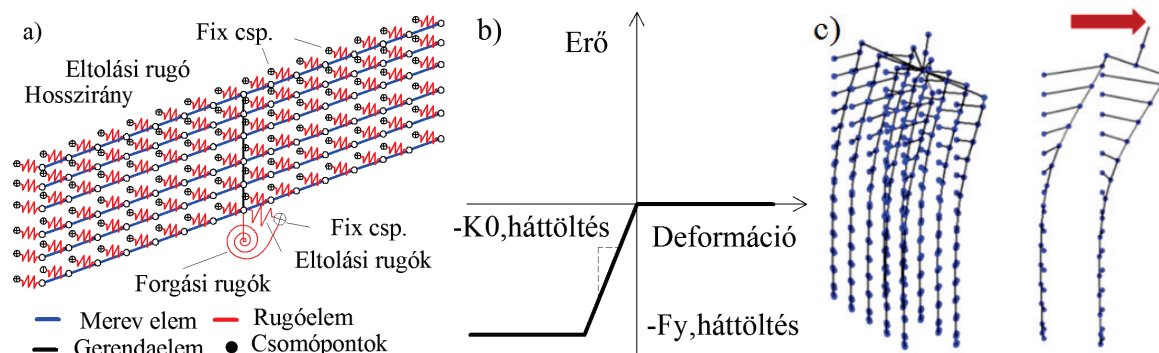 a)
Fix csp.
Eltolási rugó
Hosszirány
Fix csp.
Eltolási rugók
Forgási rugók
Merev elem
Rugóelem
Gerendaelem
Csomópontok
b)
Erő
-K0,háttöltés
Deformáció
-Fy,háttöltés
c)